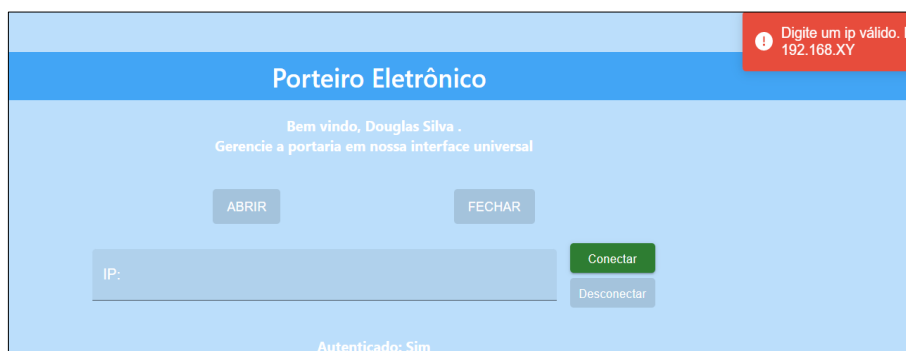 Digite um ip válido.
192.168.XY
Porteiro Eletrônico
Bem vindo, Douglas Silva .
Gerencie a portaria em nossa interface universal
ABRIR
FECHAR
IP:
Conectar
Desconectar
Autenticado: Sim